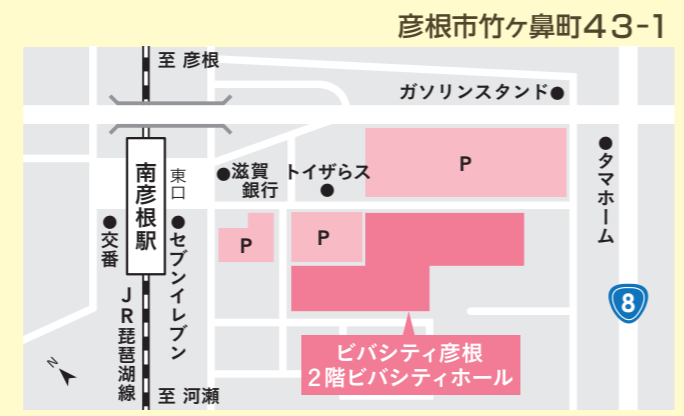 彦根市竹ヶ鼻町43-1
至 彦根
ガソリンスタンド
P
タマホーム
南彦根駅
東口
滋賀
銀行
トイザらス
交番
セブンイレブン
P
P
8
JR琵琶湖線
N
至 河瀬
ビバシティ彦根
2階ビバシティホール